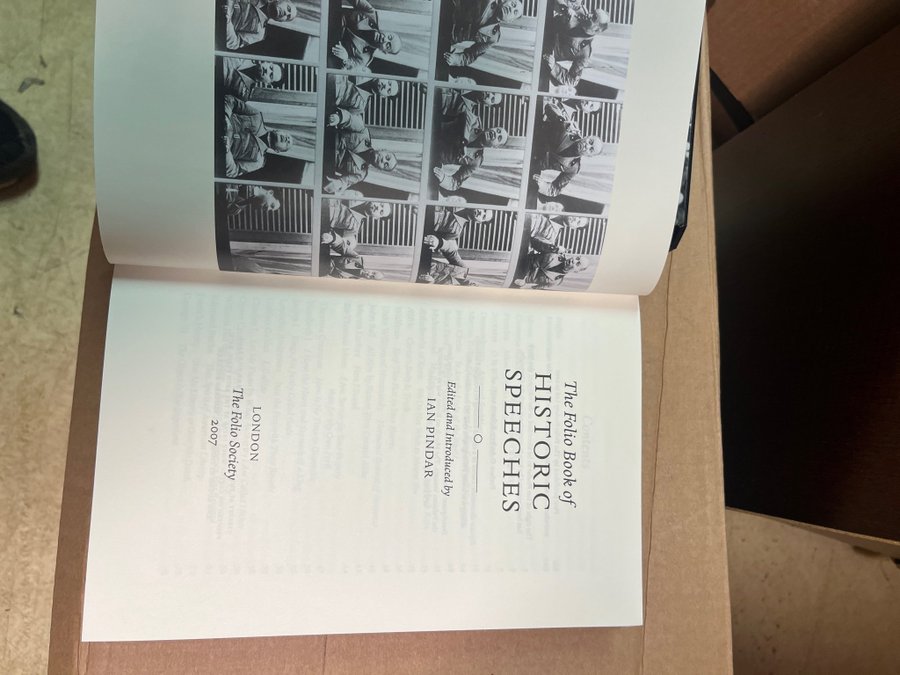 The Folio Book of
HISTORIC
SPEECHES
Edited and Introduced by
IAN PINDAR
LONDON
The Folio Society
2007